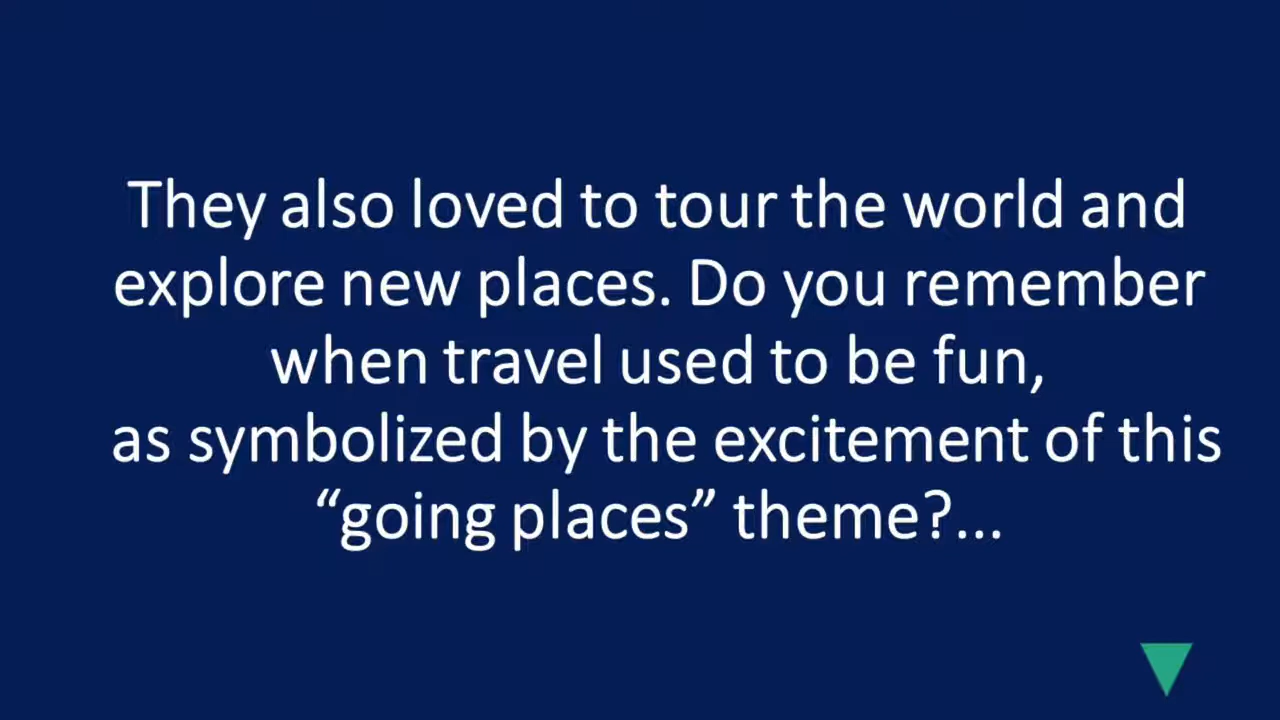 They also loved to tour the world and
explore new places. Do you remember
when travel used to be fun,
as symbolized by the excitement of this
“going places” theme?...